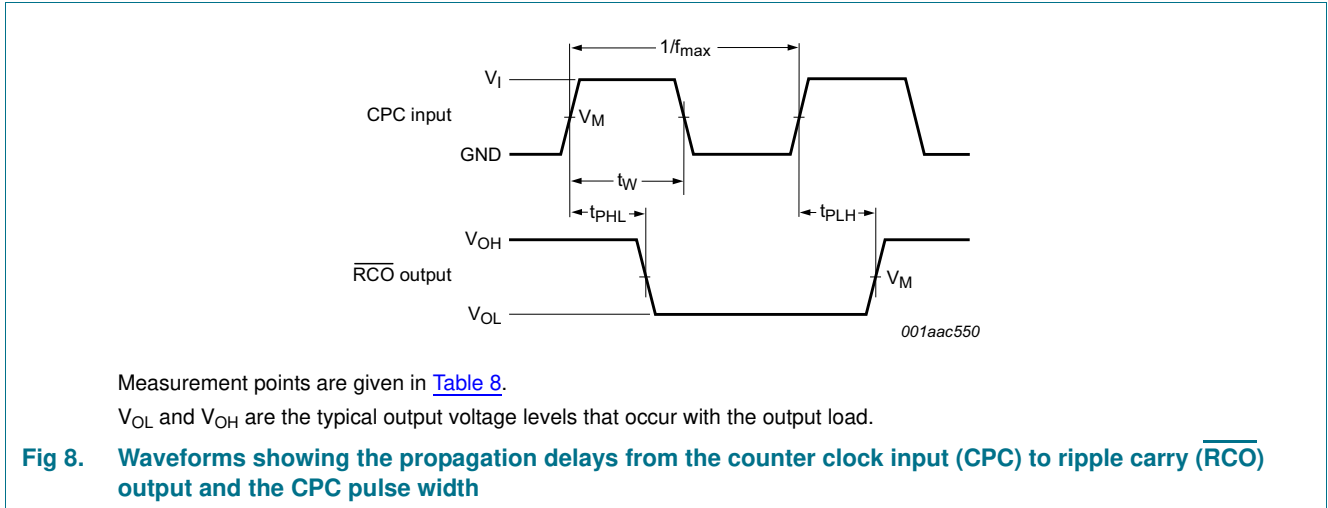 1/fmax
VI
CPC input
VM
GND
tW
tPHL
tPLH
VOH
RCO output
VM
VOL
001aac550
Measurement points are given in Table 8.
VOL and VOH are the typical output voltage levels that occur with the output load.
Fig 8. Waveforms showing the propagation delays from the counter clock input (CPC) to ripple carry (RCO)
output and the CPC pulse width